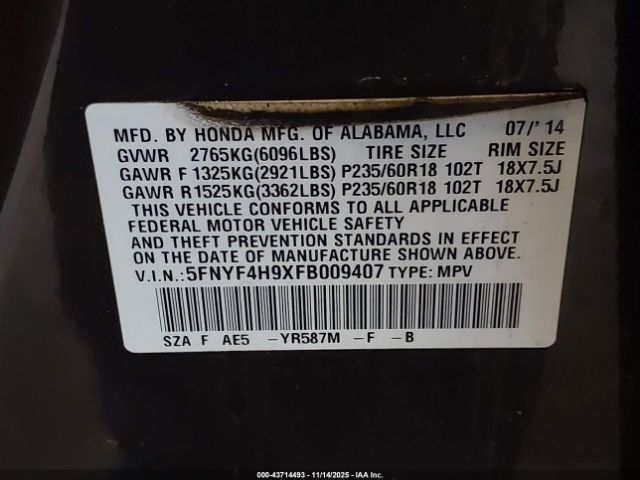 MFD. BY HONDA MFG. OF ALABAMA, LLC 07/'14
GVWR 2765KG(6096LBS) TIRE SIZE RIM SIZE
GAWR F 1325KG(2921LBS) P235/60R18 102T 18X7.5J
GAWR R 1525KG(3362LBS) P235/60R18 102T 18X7.5J
THIS VEHICLE CONFORMS TO ALL APPLICABLE
FEDERAL MOTOR VEHICLE SAFETY
AND THEFT PREVENTION STANDARDS IN EFFECT
ON THE DATE OF MANUFACTURE SHOWN ABOVE.
V.I.N.:5FNYF4H9XFB009407 TYPE: MPV
SZA F AE5 -YR587M -F -B
000-43714493 - 11/14/2025 - IAA Inc.